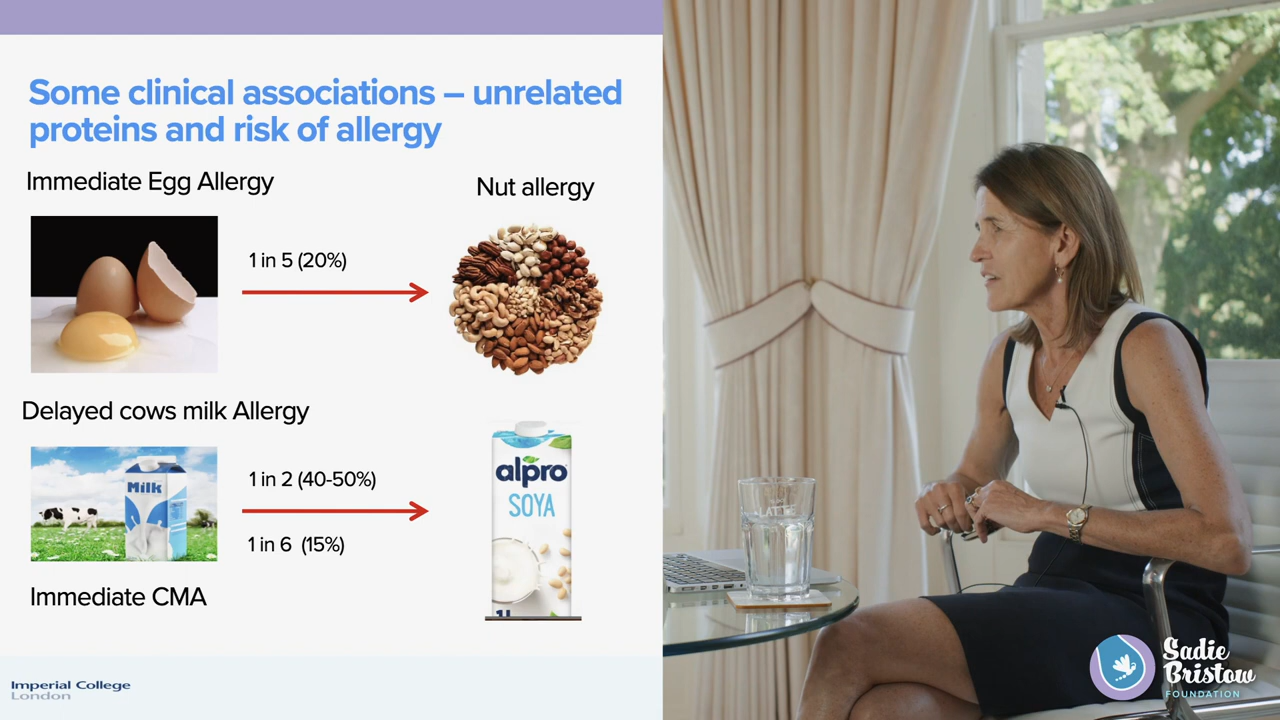 Some clinical associations – unrelated
proteins and risk of allergy
Immediate Egg Allergy
Nut allergy
1 in 5 (20%)
Delayed cows milk Allergy
Milk
1 in 2 (40-50%)
1 in 6 (15%)
alpro
SOYA
1L
Immediate CMA
Imperial College
London
LATTE
Sadie
Bristow
FOUNDATION